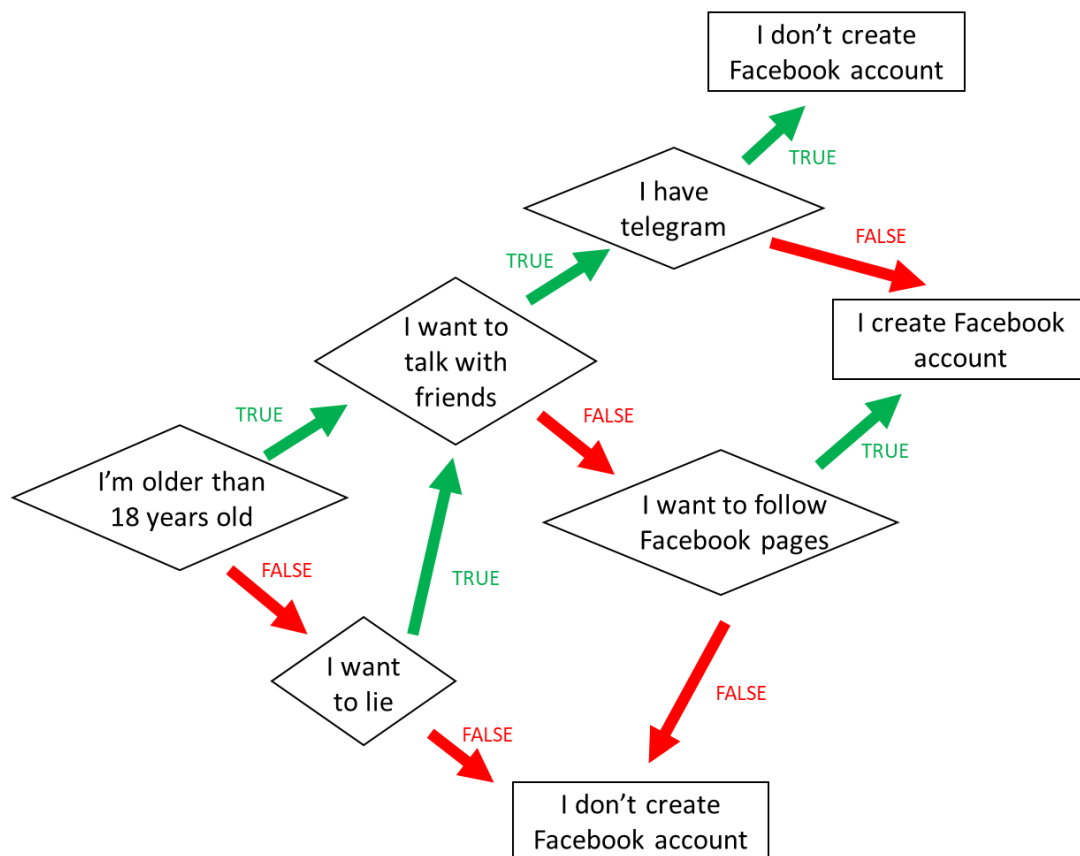 I don’t create
Facebook account
TRUE
I have
telegram
FALSE
TRUE
I want to
talk with
friends
I create Facebook
account
TRUE
FALSE
TRUE
I’m older than
18 years old
I want to follow
Facebook pages
FALSE
TRUE
I want
to lie
FALSE
FALSE
I don’t create
Facebook account